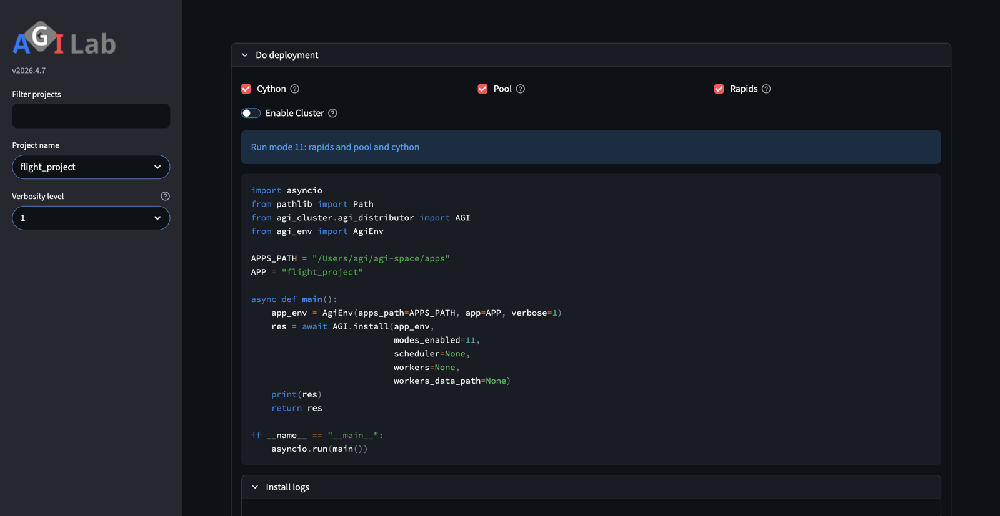 AGI Lab
v2026.4.7
Filter projects
Project name
flight_project
Verbosity level
1
Do deployment
Cython
Pool
Rapids
Enable Cluster
Run mode 11: rapids and pool and cython
import asyncio
from pathlib import Path
from agi_cluster.agi_distributor import AGI
from agi_env import AgiEnv
APPS_PATH = "/Users/agi/agi-space/apps"
APP = "flight_project"
async def main():
    app_env = AgiEnv(apps_path=APPS_PATH, app=APP, verbose=1)
    res = await AGI.install(app_env,
                            modes_enabled=11,
                            scheduler=None,
                            workers=None,
                            workers_data_path=None)
    print(res)
    return res
if __name__ == "__main__":
    asyncio.run(main())
Install logs